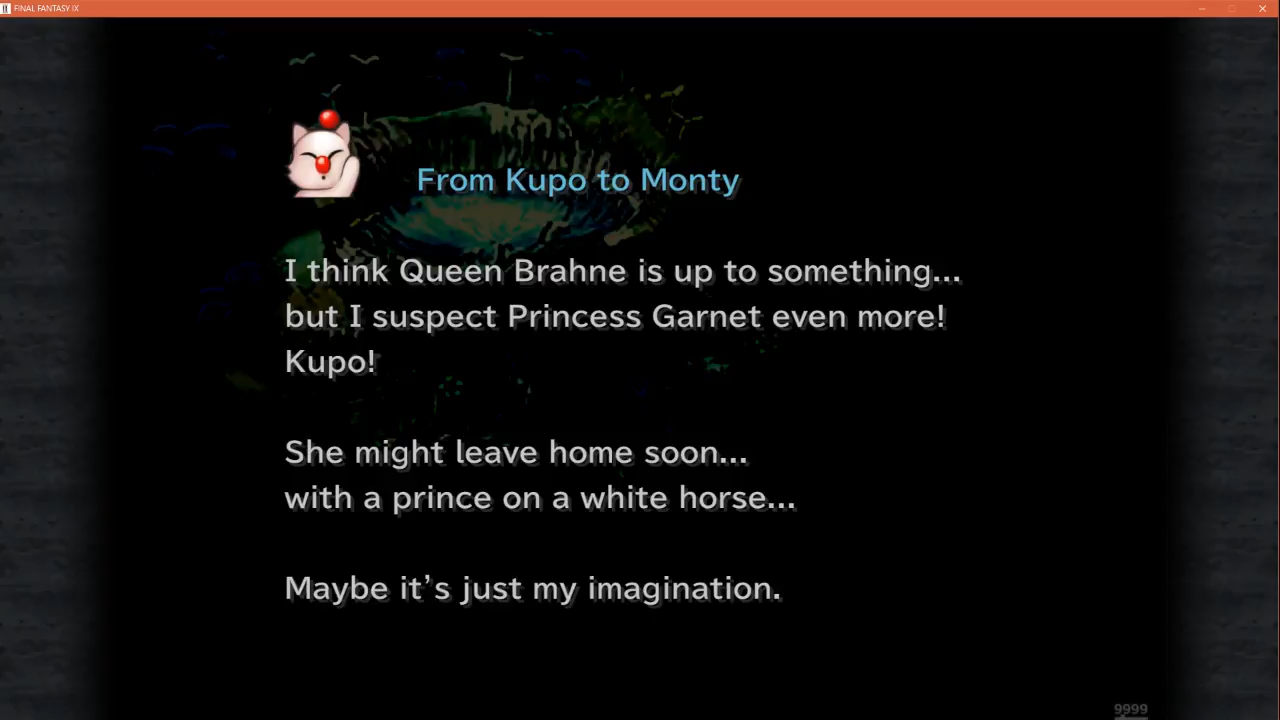 FINAL FANTASY IX
From Kupo to Monty
I think Queen Brahne is up to something...
but I suspect Princess Garnet even more!
Kupo!
She might leave home soon...
with a prince on a white horse...
Maybe it’s just my imagination.
9999